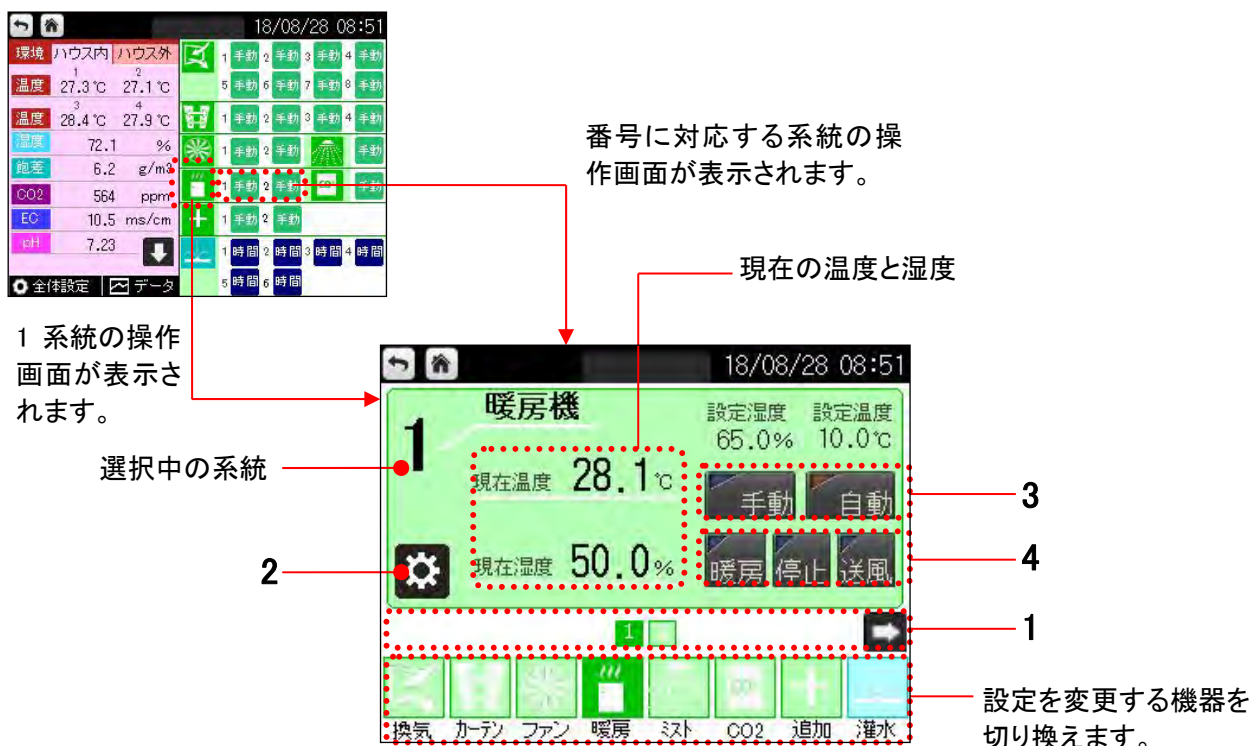 18/08/28 08:51
環境 ハウス内 ハウス外
1 2
温度 27.3℃ 27.1℃
3 4
温度 28.4℃ 27.9℃
湿度 72.1 %
飽差 6.2 g/m3
CO2 564 ppm
EC 10.5 ms/cm
pH 7.23
全体設定 データ
1 手動 2 手動 3 手動 4 手動
5 手動 6 手動 7 手動 8 手動
1 手動 2 手動 3 手動 4 手動
1 手動 2 手動 手動
1 手動 2 手動 手動
1 手動 2 手動
1 時間 2 時間 3 時間 4 時間
5 時間 6 時間
番号に対応する系統の操
作画面が表示されます。
現在の温度と湿度
1 系統の操作
画面が表示さ
れます。
選択中の系統
18/08/28 08:51
1
暖房機
設定湿度 設定温度
65.0% 10.0℃
現在温度 28.1℃
手動 自動
3
現在湿度 50.0%
暖房 停止 送風
4
2
1
1
換気 カーテン ファン 暖房 ミスト CO2 追加 灌水
設定を変更する機器を
切り換えます。